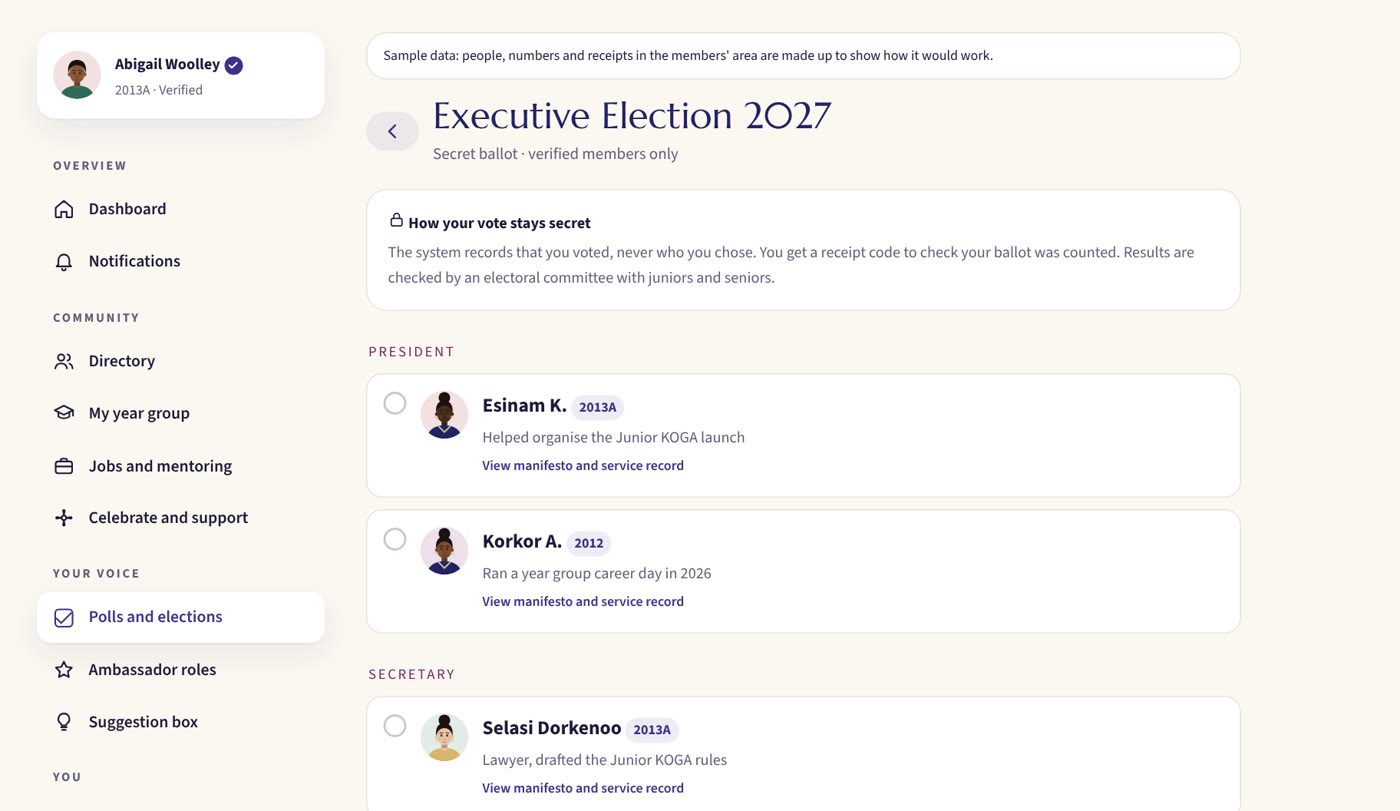 Abigail Woolley
2013A · Verified
OVERVIEW
Dashboard
Notifications
COMMUNITY
Directory
My year group
Jobs and mentoring
Celebrate and support
YOUR VOICE
Polls and elections
Ambassador roles
Suggestion box
YOU
Sample data: people, numbers and receipts in the members' area are made up to show how it would work.
Executive Election 2027
Secret ballot · verified members only
How your vote stays secret
The system records that you voted, never who you chose. You get a receipt code to check your ballot was counted. Results are
checked by an electoral committee with juniors and seniors.
PRESIDENT
Esinam K. 2013A
Helped organise the Junior KOGA launch
View manifesto and service record
Korkor A. 2012
Ran a year group career day in 2026
View manifesto and service record
SECRETARY
Selasi Dorkenoo 2013A
Lawyer, drafted the Junior KOGA rules
View manifesto and service record